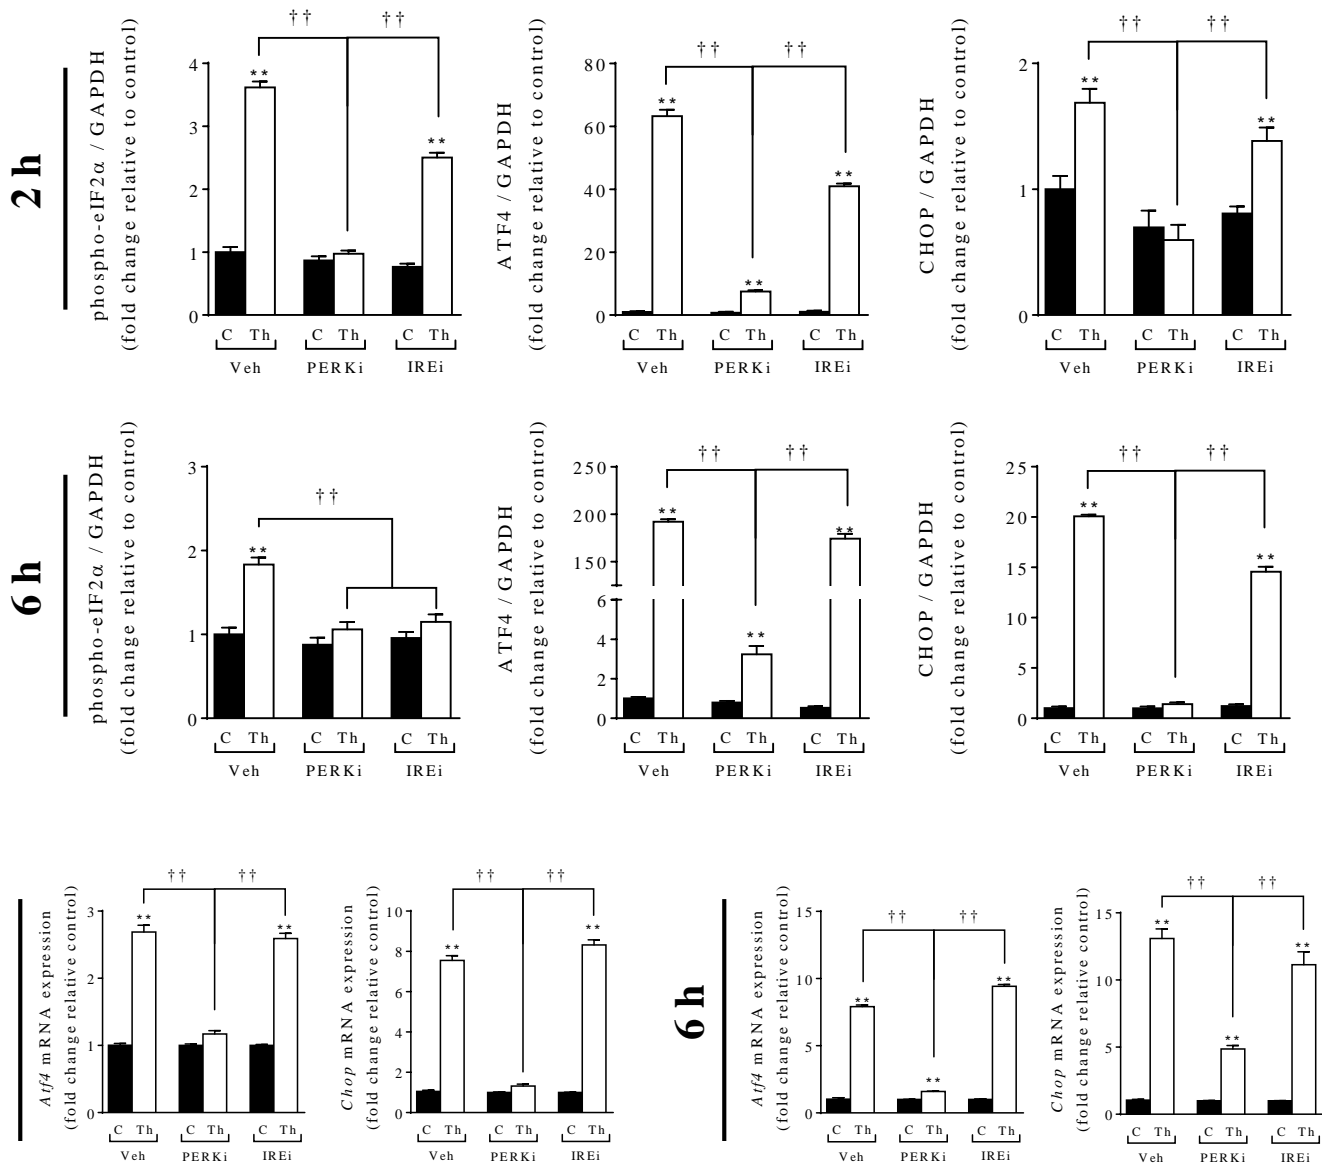 2 h
phospho-eIF2α / GAPDH
(fold change relative to control)
†† ††
4
3
2
1
0
**
**
C Th C Th C Th
Veh PERKi IREi
ATF4 / GAPDH
(fold change relative to control)
†† ††
80
60
40
20
0
**
**
**
C Th C Th C Th
Veh PERKi IREi
CHOP / GAPDH
(fold change relative to control)
†† ††
2
1
0
**
**
C Th C Th C Th
Veh PERKi IREi
6 h
phospho-eIF2α / GAPDH
(fold change relative to control)
††
3
2
1
0
**
C Th C Th C Th
Veh PERKi IREi
ATF4 / GAPDH
(fold change relative to control)
†† ††
250
200
150
6
4
2
0
**
**
**
C Th C Th C Th
Veh PERKi IREi
CHOP / GAPDH
(fold change relative to control)
†† ††
25
20
15
10
5
0
**
**
C Th C Th C Th
Veh PERKi IREi
Atf4 mRNA expression
(fold change relative control)
†† ††
3
2
1
0
**
**
C Th C Th C Th
Veh PERKi IREi
Chop mRNA expression
(fold change relative control)
†† ††
10
8
6
4
2
0
**
**
C Th C Th C Th
Veh PERKi IREi
6 h
Atf4 mRNA expression
(fold change relative control)
†† ††
15
10
5
0
**
**
**
C Th C Th C Th
Veh PERKi IREi
Chop mRNA expression
(fold change relative control)
†† ††
15
10
5
0
**
**
**
C Th C Th C Th
Veh PERKi IREi